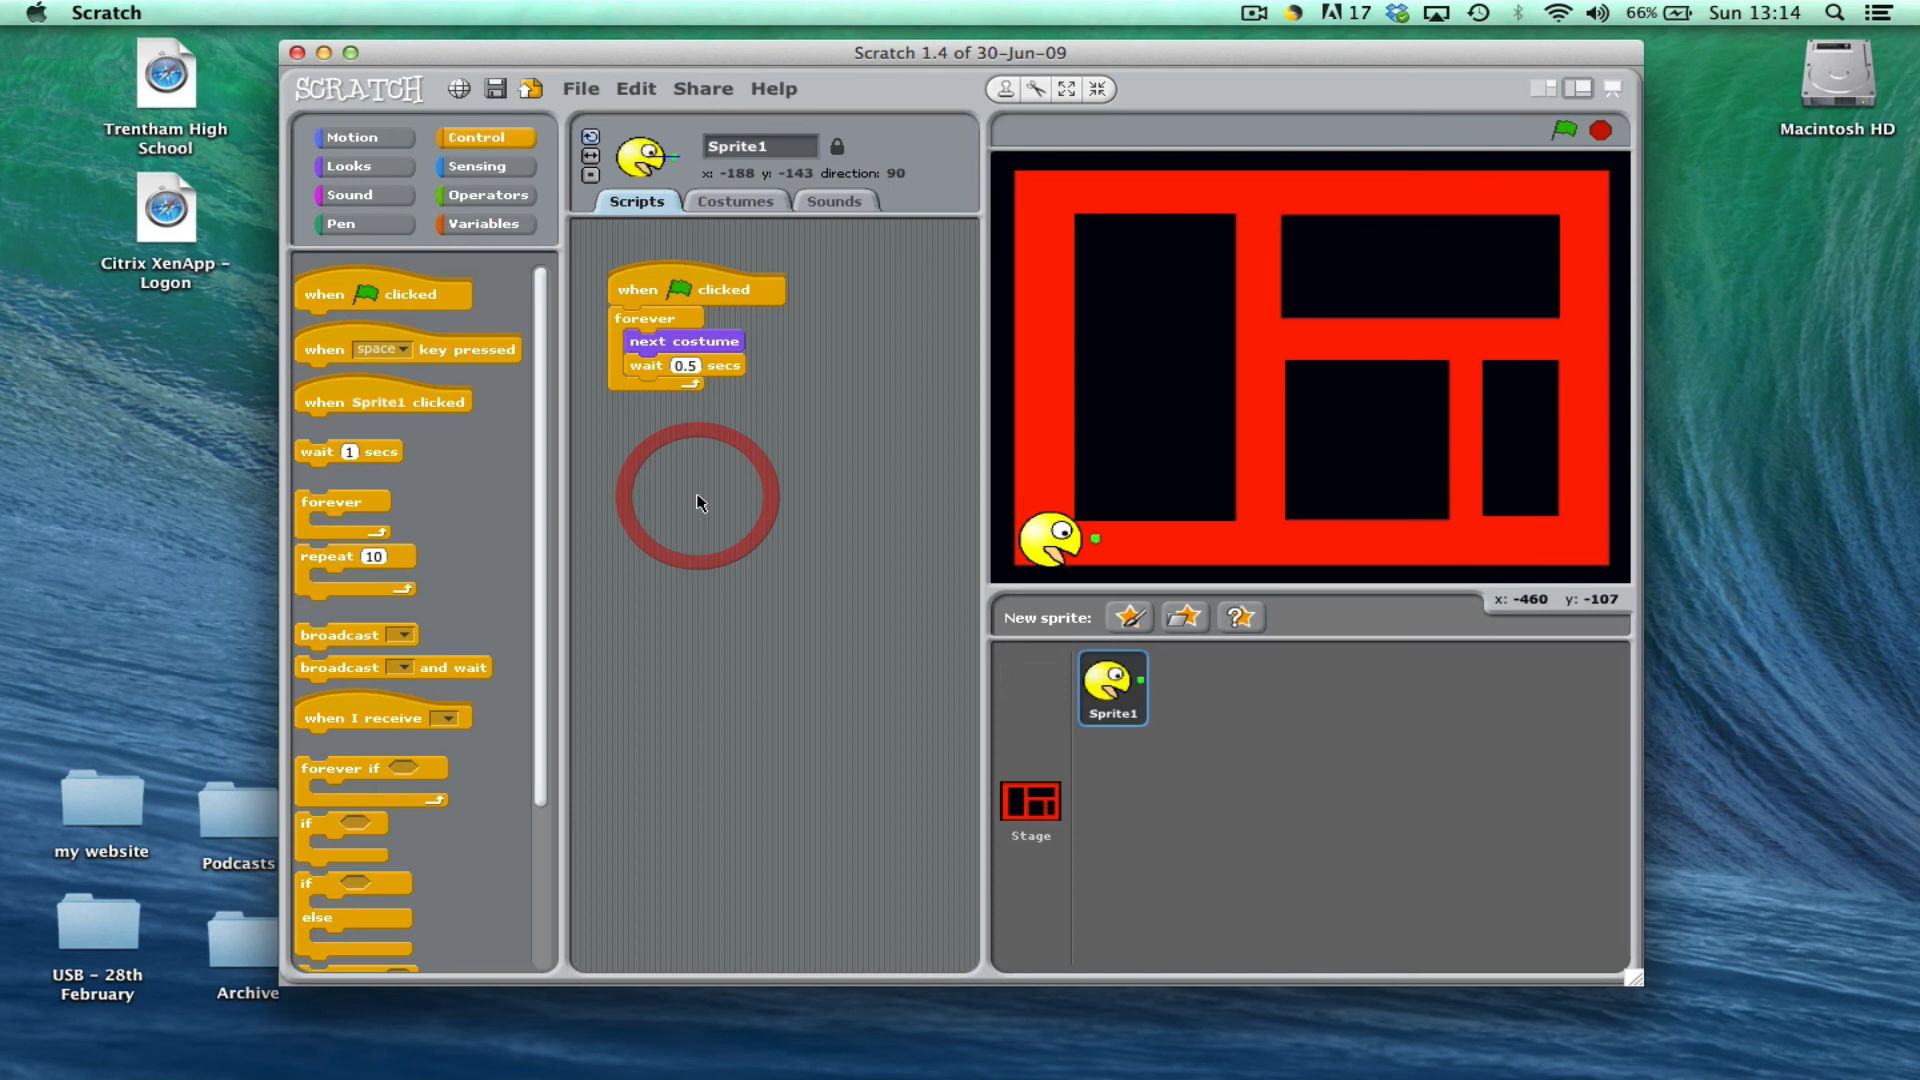 Scratch
17
66%
Sun 13:14
Scratch 1.4 of 30-Jun-09
SCRATCH
File
Edit
Share
Help
Trentham High
School
Citrix XenApp –
Logon
my website
Podcasts
USB – 28th
February
Archive
Macintosh HD
Motion
Control
Looks
Sensing
Sound
Operators
Pen
Variables
when clicked
when space key pressed
when Sprite1 clicked
wait 1 secs
forever
repeat 10
broadcast
broadcast and wait
when I receive
forever if
if
if
else
Sprite1
x: -188 y: -143 direction: 90
Scripts
Costumes
Sounds
when clicked
forever
next costume
wait 0.5 secs
x: -460 y: -107
New sprite:
Sprite1
Stage